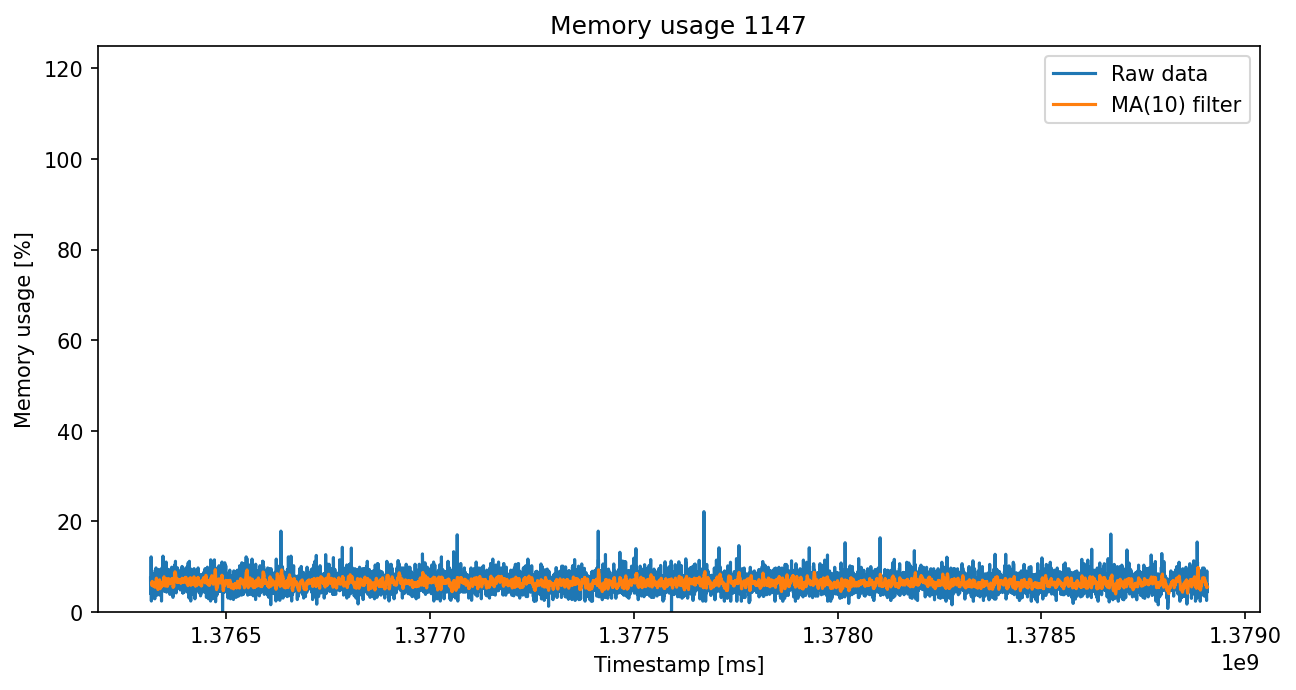 Memory usage 1147
Raw data
MA(10) filter
Memory usage [%]
120
100
80
60
40
20
0
1.3765 1.3770 1.3775 1.3780 1.3785 1.3790
1e9
Timestamp [ms]